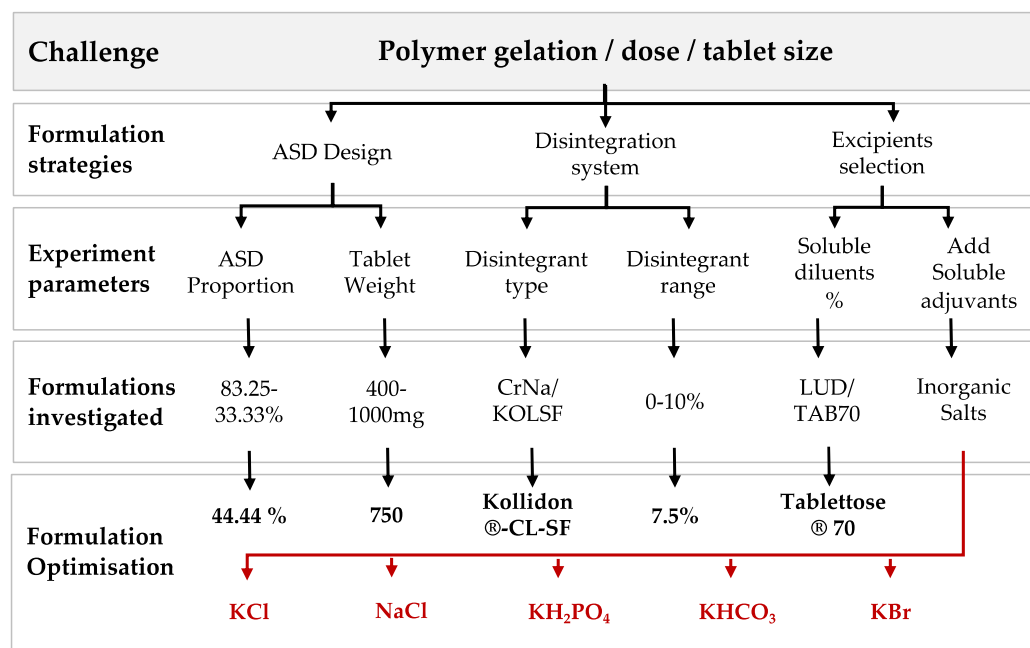 Challenge
Polymer gelation / dose / tablet size
Formulation
strategies
ASD Design
Disintegration
system
Excipients
selection
Experiment
parameters
ASD
Proportion
Tablet
Weight
Disintegrant
type
Disintegrant
range
Soluble
diluents
%
Add
Soluble
adjuvants
Formulations
investigated
83.25-
33.33%
400-
1000mg
CrNa/
KOLSF
0-10%
LUD/
TAB70
Inorganic
Salts
Formulation
Optimisation
44.44 %
750
Kollidon
®-CL-SF
7.5%
Tablettose
® 70
KCl
NaCl
KH₂PO₄
KHCO₃
KBr